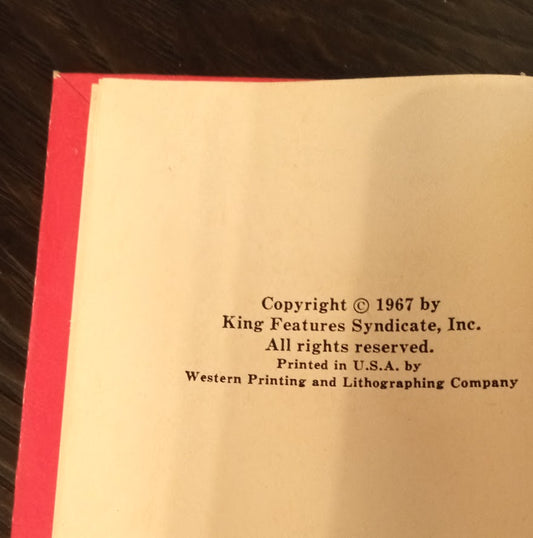 Copyright © 1967 by
King Features Syndicate, Inc.
All rights reserved.
Printed in U.S.A. by
Western Printing and Lithographing Company